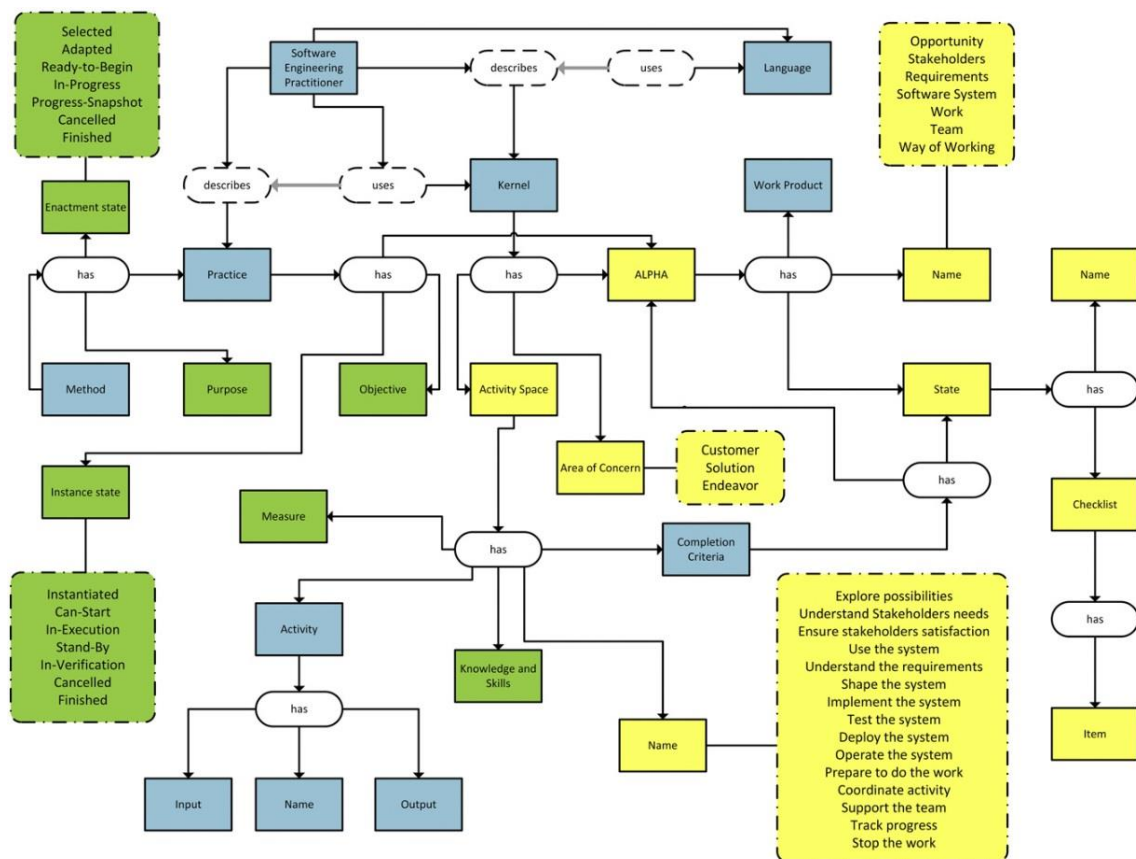 Selected
Adapted
Ready-to-Begin
In-Progress
Progress-Snapshot
Cancelled
Finished
Software
Engineering
Practitioner
describes
uses
Language
Opportunity
Stakeholders
Requirements
Software System
Work
Team
Way of Working
Enactment state
describes
uses
Kernel
Work Product
has
Practice
has
has
ALPHA
has
Name
Name
Method
Purpose
Objective
Activity Space
State
has
Area of Concern
Customer
Solution
Endeavor
has
Instance state
Measure
has
Completion
Criteria
Checklist
Instantiated
Can-Start
In-Execution
Stand-By
In-Verification
Cancelled
Finished
Activity
Knowledge and
Skills
has
Input
Name
Output
Name
Explore possibilities
Understand Stakeholders needs
Ensure stakeholders satisfaction
Use the system
Understand the requirements
Shape the system
Implement the system
Test the system
Deploy the system
Operate the system
Prepare to do the work
Coordinate activity
Support the team
Track progress
Stop the work
has
Item